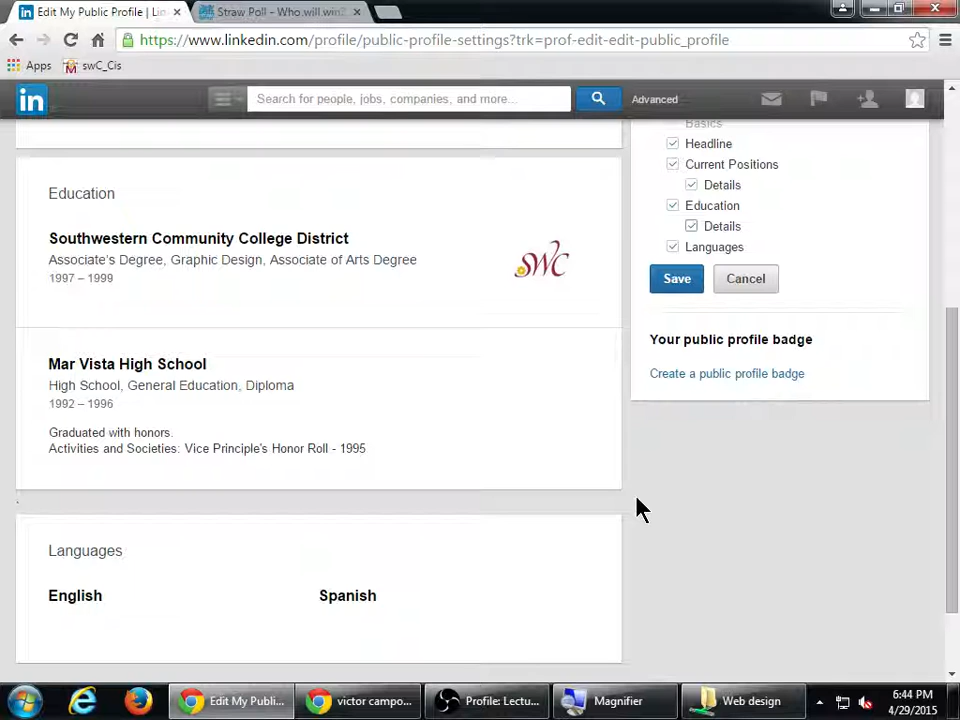 Edit My Public Profile | Lin
Straw Poll - Who will win?
https://www.linkedin.com/profile/public-profile-settings?trk=prof-edit-edit-public_profile
Apps
swC_Cis
in
Search for people, jobs, companies, and more...
Advanced
Basics
Headline
Current Positions
Details
Education
Details
Languages
Save
Cancel
Your public profile badge
Create a public profile badge
Education
Southwestern Community College District
Associate's Degree, Graphic Design, Associate of Arts Degree
1997 – 1999
SWC
Mar Vista High School
High School, General Education, Diploma
1992 – 1996
Graduated with honors.
Activities and Societies: Vice Principle's Honor Roll - 1995
Languages
English
Spanish
Edit My Publi...
victor campo...
Profile: Lectu...
Magnifier
Web design
6:44 PM
4/29/2015